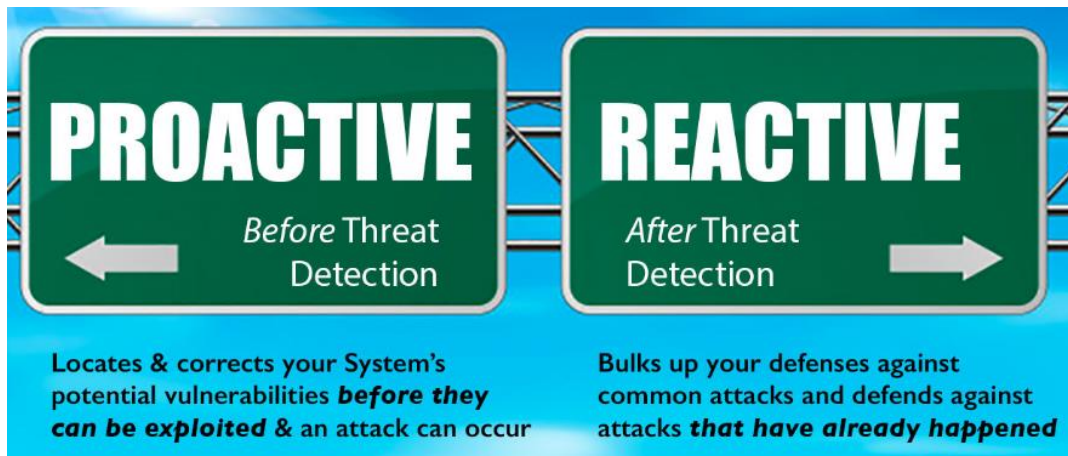 PROACTIVE
Before Threat
Detection
Locates & corrects your System's
potential vulnerabilities before they
can be exploited & an attack can occur
REACTIVE
After Threat
Detection
Bulks up your defenses against
common attacks and defends against
attacks that have already happened